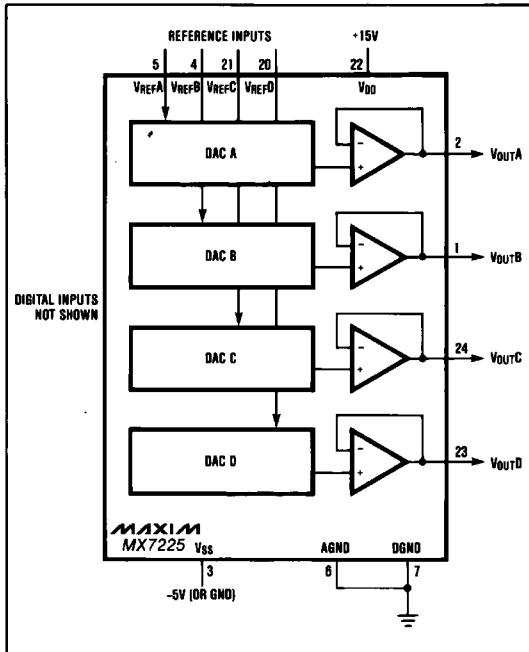 REFERENCE INPUTS
+15V
5 4 21 20 22
VREFA VREFB VREFC VREFD VDD
DAC A
- +
2
VOUTA
DAC B
- +
1
VOUTB
DIGITAL INPUTS
NOT SHOWN
DAC C
- +
24
VOUTC
DAC D
- +
23
VOUTD
MAXIM
MX7225 VSS AGND DGND
3 6 7
-5V (OR GND)